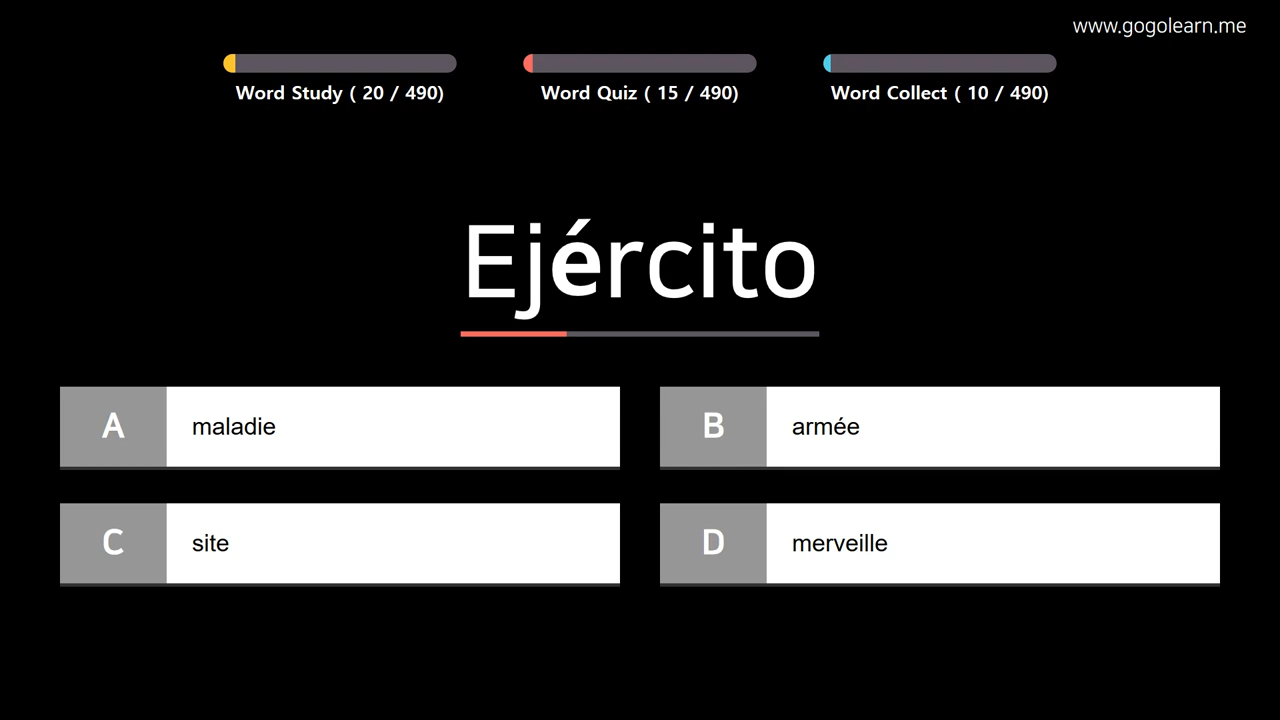 www.gogolearn.me
Word Study ( 20 / 490)
Word Quiz ( 15 / 490)
Word Collect ( 10 / 490)
Ejército
A maladie
B armée
C site
D merveille